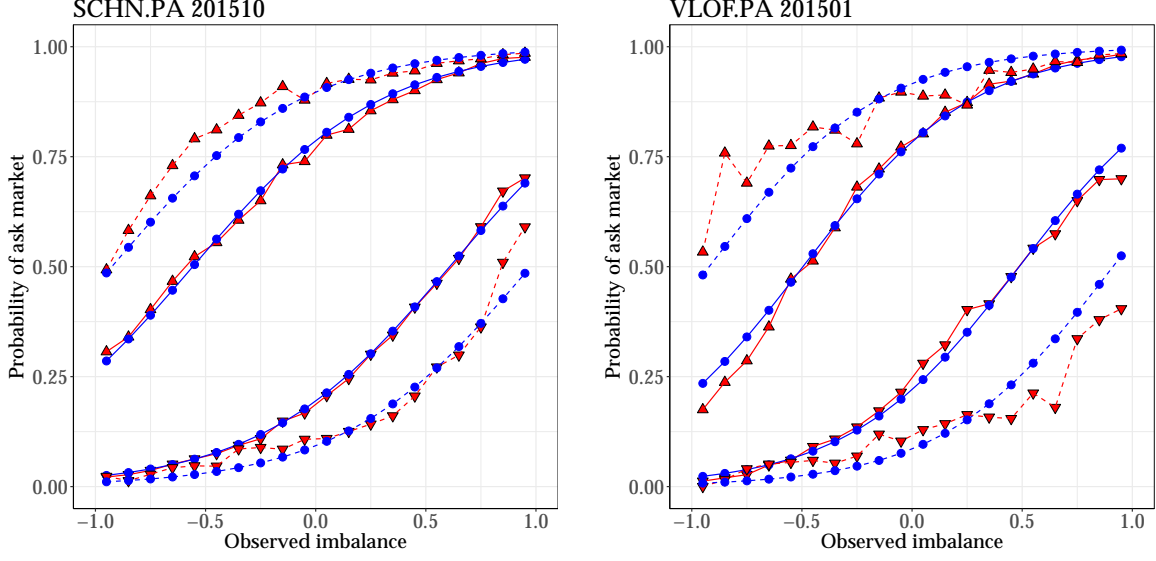 SCHN.PA 201510
Probability of ask market
1.00
0.75
0.50
0.25
0.00
−1.0 −0.5 0.0 0.5 1.0
Observed imbalance
VLOF.PA 201501
Probability of ask market
1.00
0.75
0.50
0.25
0.00
−1.0 −0.5 0.0 0.5 1.0
Observed imbalance